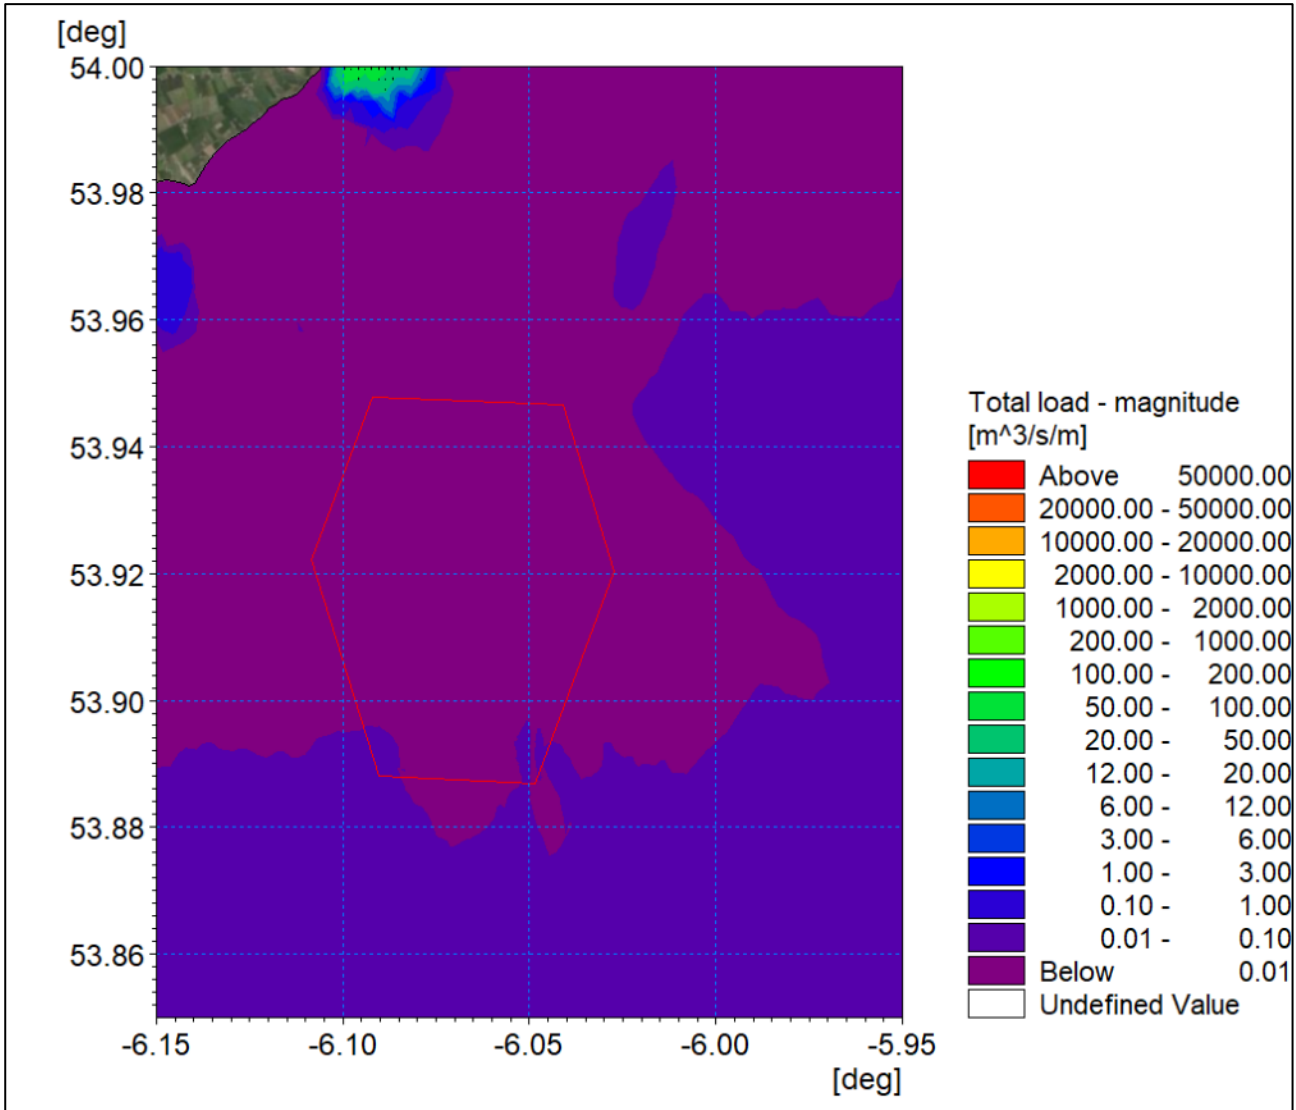 [deg]
54.00
53.98
53.96
53.94
53.92
53.90
53.88
53.86
-6.15 -6.10 -6.05 -6.00 -5.95
[deg]
Total load - magnitude
[m^3/s/m]
Above 50000.00
20000.00 - 50000.00
10000.00 - 20000.00
2000.00 - 10000.00
1000.00 - 2000.00
200.00 - 1000.00
100.00 - 200.00
50.00 - 100.00
20.00 - 50.00
12.00 - 20.00
6.00 - 12.00
3.00 - 6.00
1.00 - 3.00
0.10 - 1.00
0.01 - 0.10
Below 0.01
Undefined Value